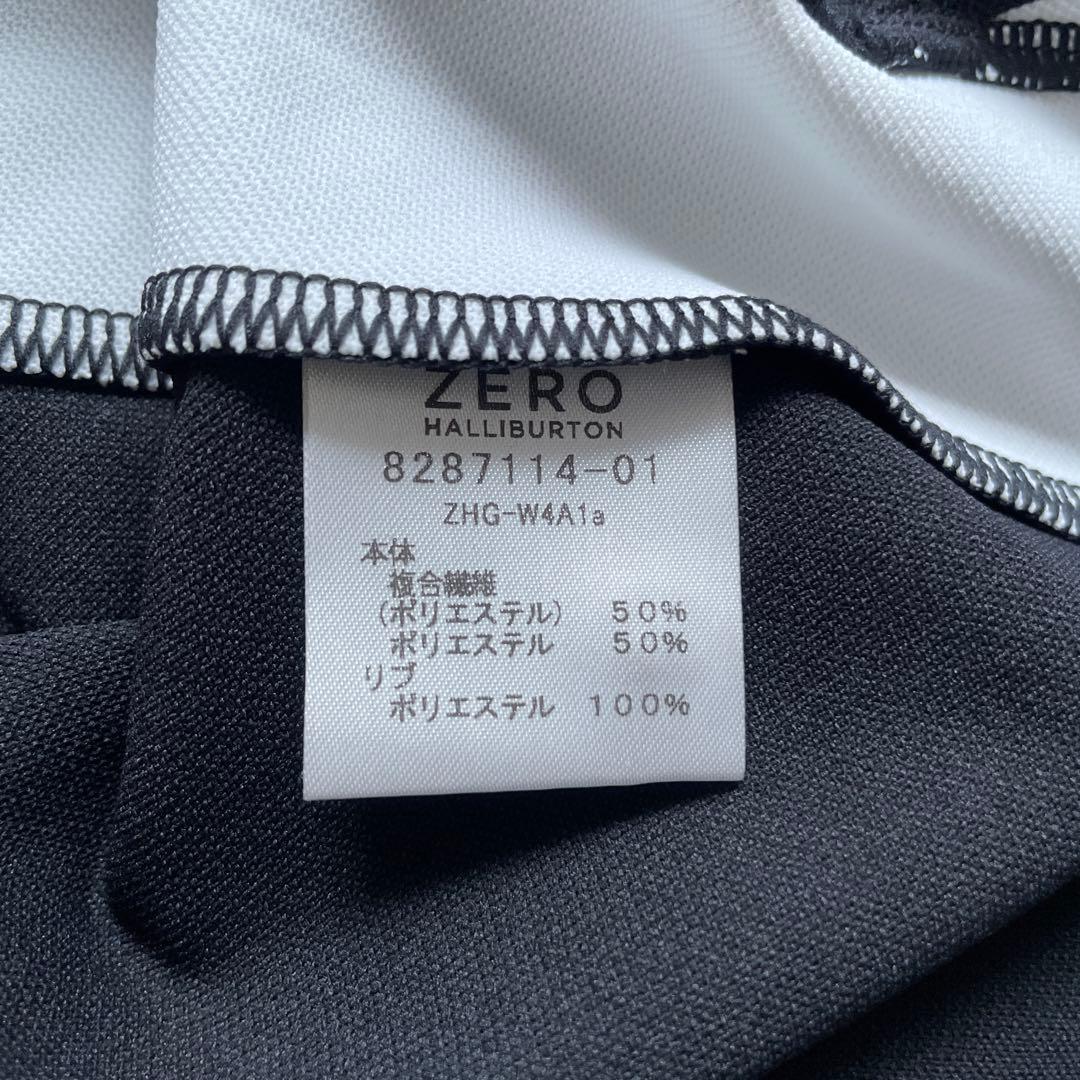 ZERO
HALLIBURTON
8287114-01
ZHG-W4A1a
本体
複合繊維
(ポリエステル) 50%
ポリエステル 50%
リブ
ポリエステル 100%